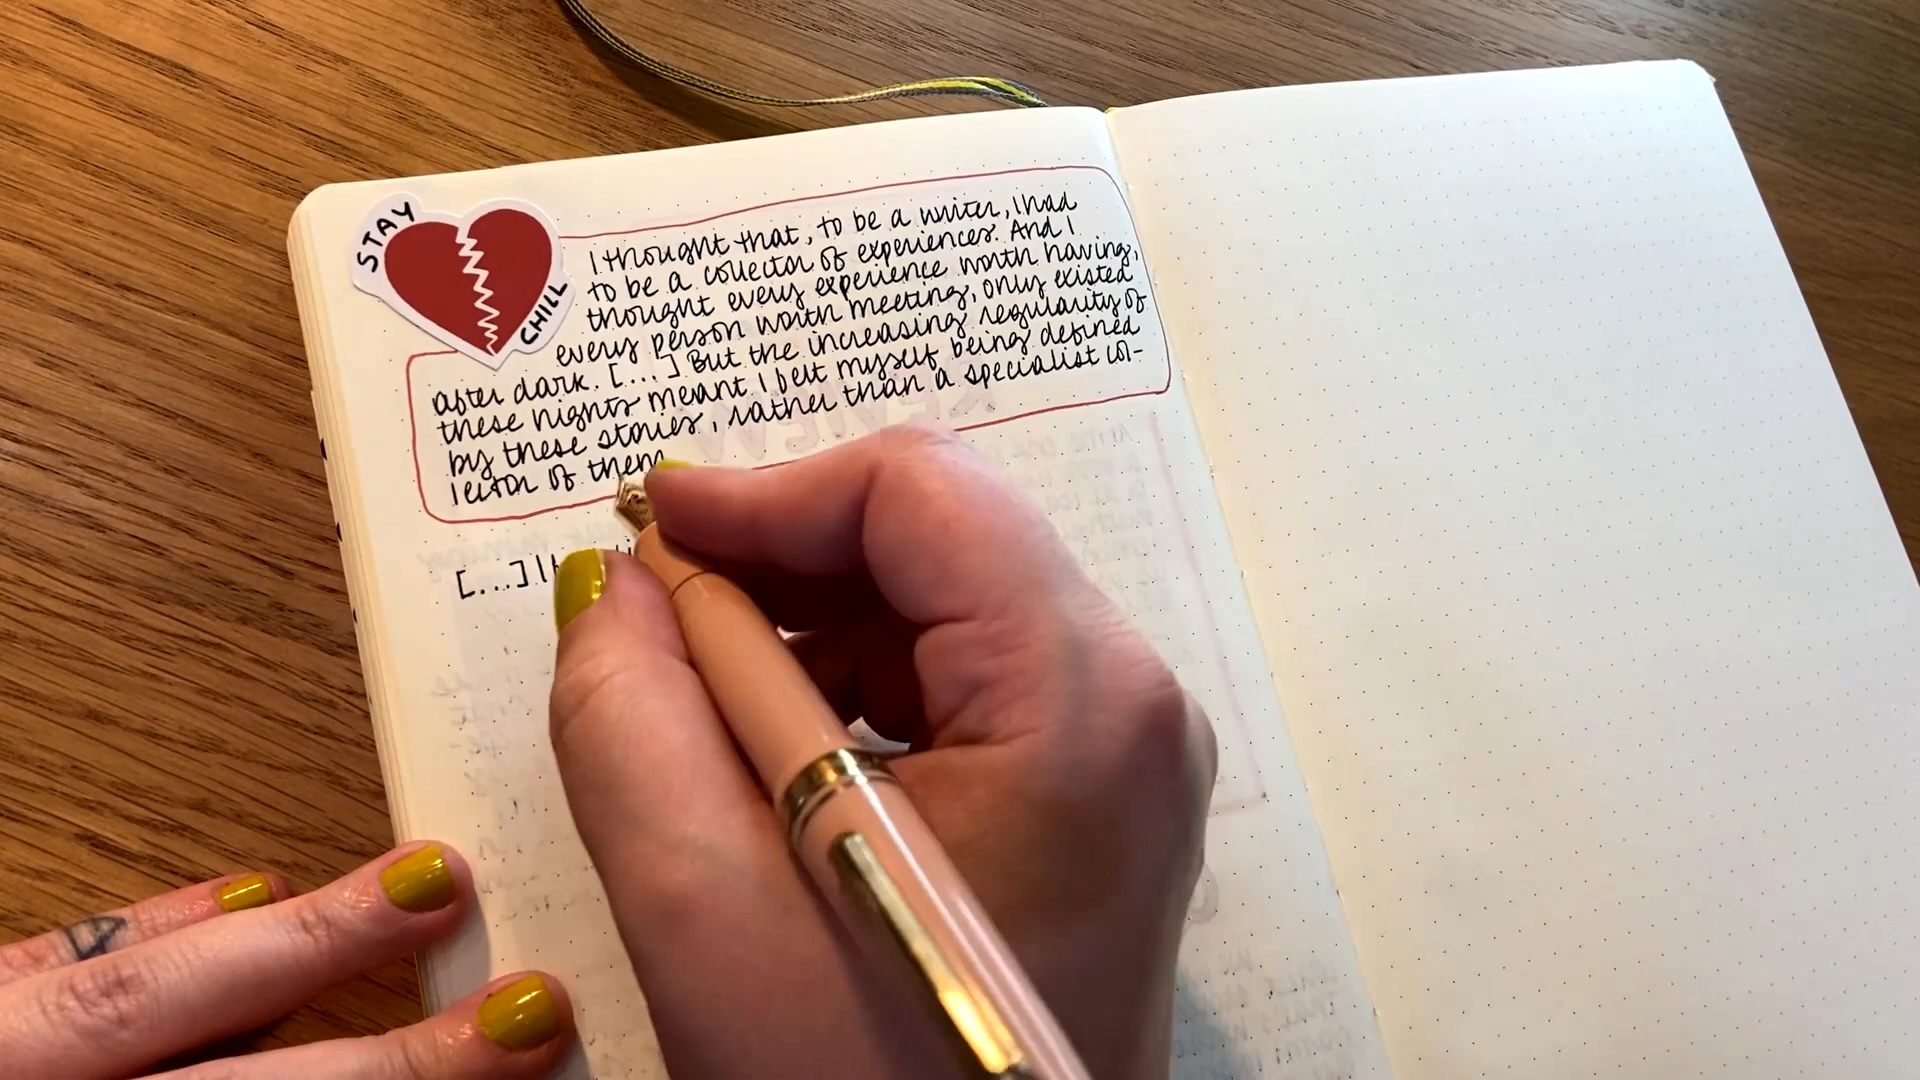 STAY
CHILL
I thought that, to be a writer, I had
to be a collector of experiences. And I
thought every experience worth having,
every person worth meeting, only existed
after dark. [...] But the increasing regularity of
these nights meant I felt myself being defined
by these stories, rather than a specialist col-
lector of them
[...] I